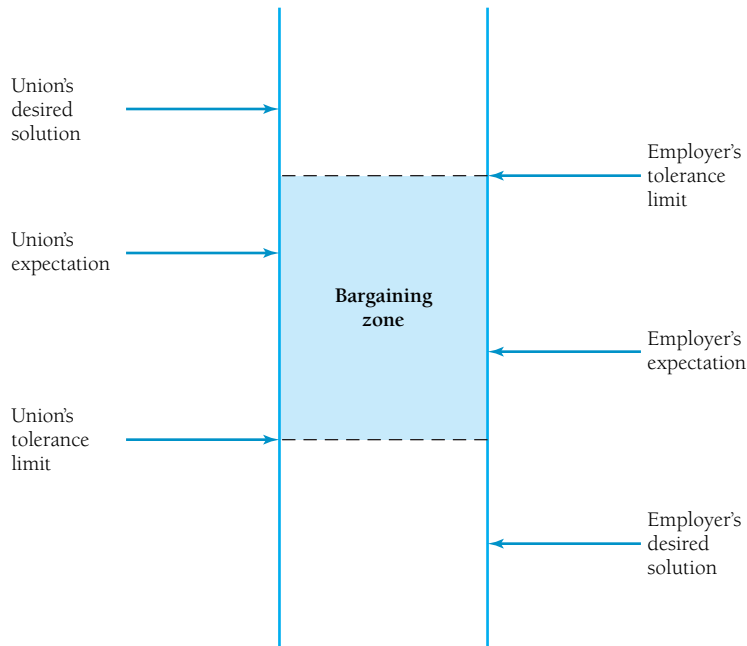 Union's
desired
solution
Employer's
tolerance
limit
Union's
expectation
Bargaining
zone
Employer's
expectation
Union's
tolerance
limit
Employer's
desired
solution